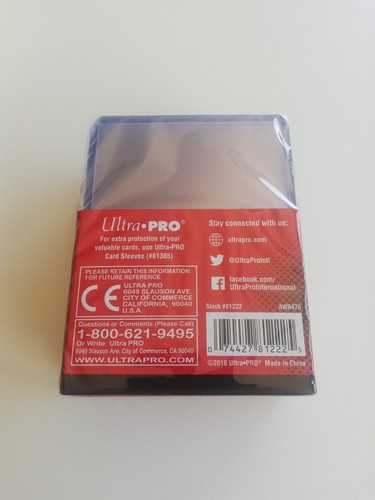 Ultra•PRO®
For extra protection of your
valuable cards, use Ultra•PRO
Card Sleeves (#81385)
PLEASE RETAIN THIS INFORMATION
FOR FUTURE REFERENCE
CE
ULTRA PRO
6049 SLAUSON AVE.
CITY OF COMMERCE
CALIFORNIA, 90040
U.S.A.
Questions or Comments (Please Call)
1-800-621-9495
Or Write: Ultra PRO
6049 Slauson Ave. City of Commerce, CA 90040
WWW.ULTRAPRO.COM
Stay connected with us:
ultrapro.com
@UltraProIntl
facebook.com/
UltraProInternational
Stock #81222
0 74427 81222 5
©2016 Ultra•PRO® Made in China